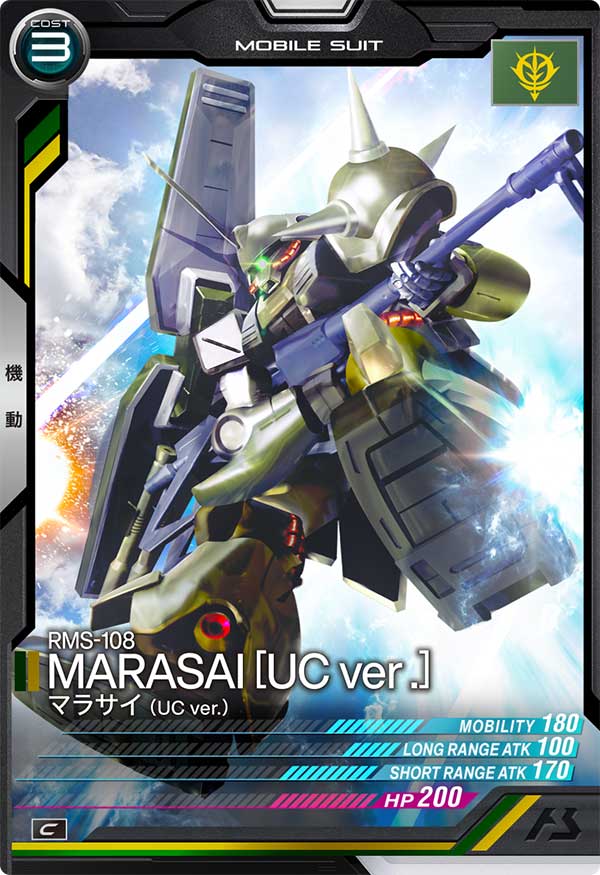 COST
3
MOBILE SUIT
機動
RMS-108
MARASAI [UC ver.]
マラサイ (UC ver.)
MOBILITY 180
LONG RANGE ATK 100
SHORT RANGE ATK 170
HP 200
C